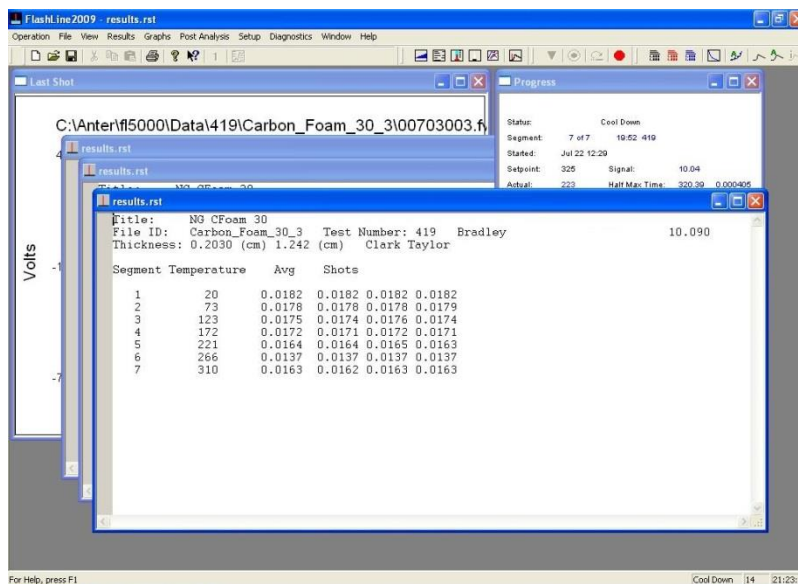 FlashLine2009 - results.rst
Operation File View Results Graphs Post Analysis Setup Diagnostics Window Help
Last Shot
C:\Anter\fl5000\Data\419\Carbon_Foam_30_3\00703003.f
Volts
-1
-7
Progress
Status: Cool Down
Segment: 7 of 7 19:52 419
Started: Jul 22 12:29
Setpoint: 325 Signal: 10.04
Actual: 223 Half Max Time: 320.39 0.000405
results.rst
results.rst
results.rst
Title: NG CFoam 30
File ID: Carbon_Foam_30_3 Test Number: 419 Bradley 10.090
Thickness: 0.2030 (cm) 1.242 (cm) Clark Taylor
Segment Temperature Avg Shots
1 20 0.0182 0.0182 0.0182 0.0182
2 73 0.0178 0.0178 0.0178 0.0179
3 123 0.0175 0.0174 0.0176 0.0174
4 172 0.0172 0.0171 0.0172 0.0171
5 221 0.0164 0.0164 0.0165 0.0163
6 266 0.0137 0.0137 0.0137 0.0137
7 310 0.0163 0.0162 0.0163 0.0163
For Help, press F1
Cool Down 14 21:23: